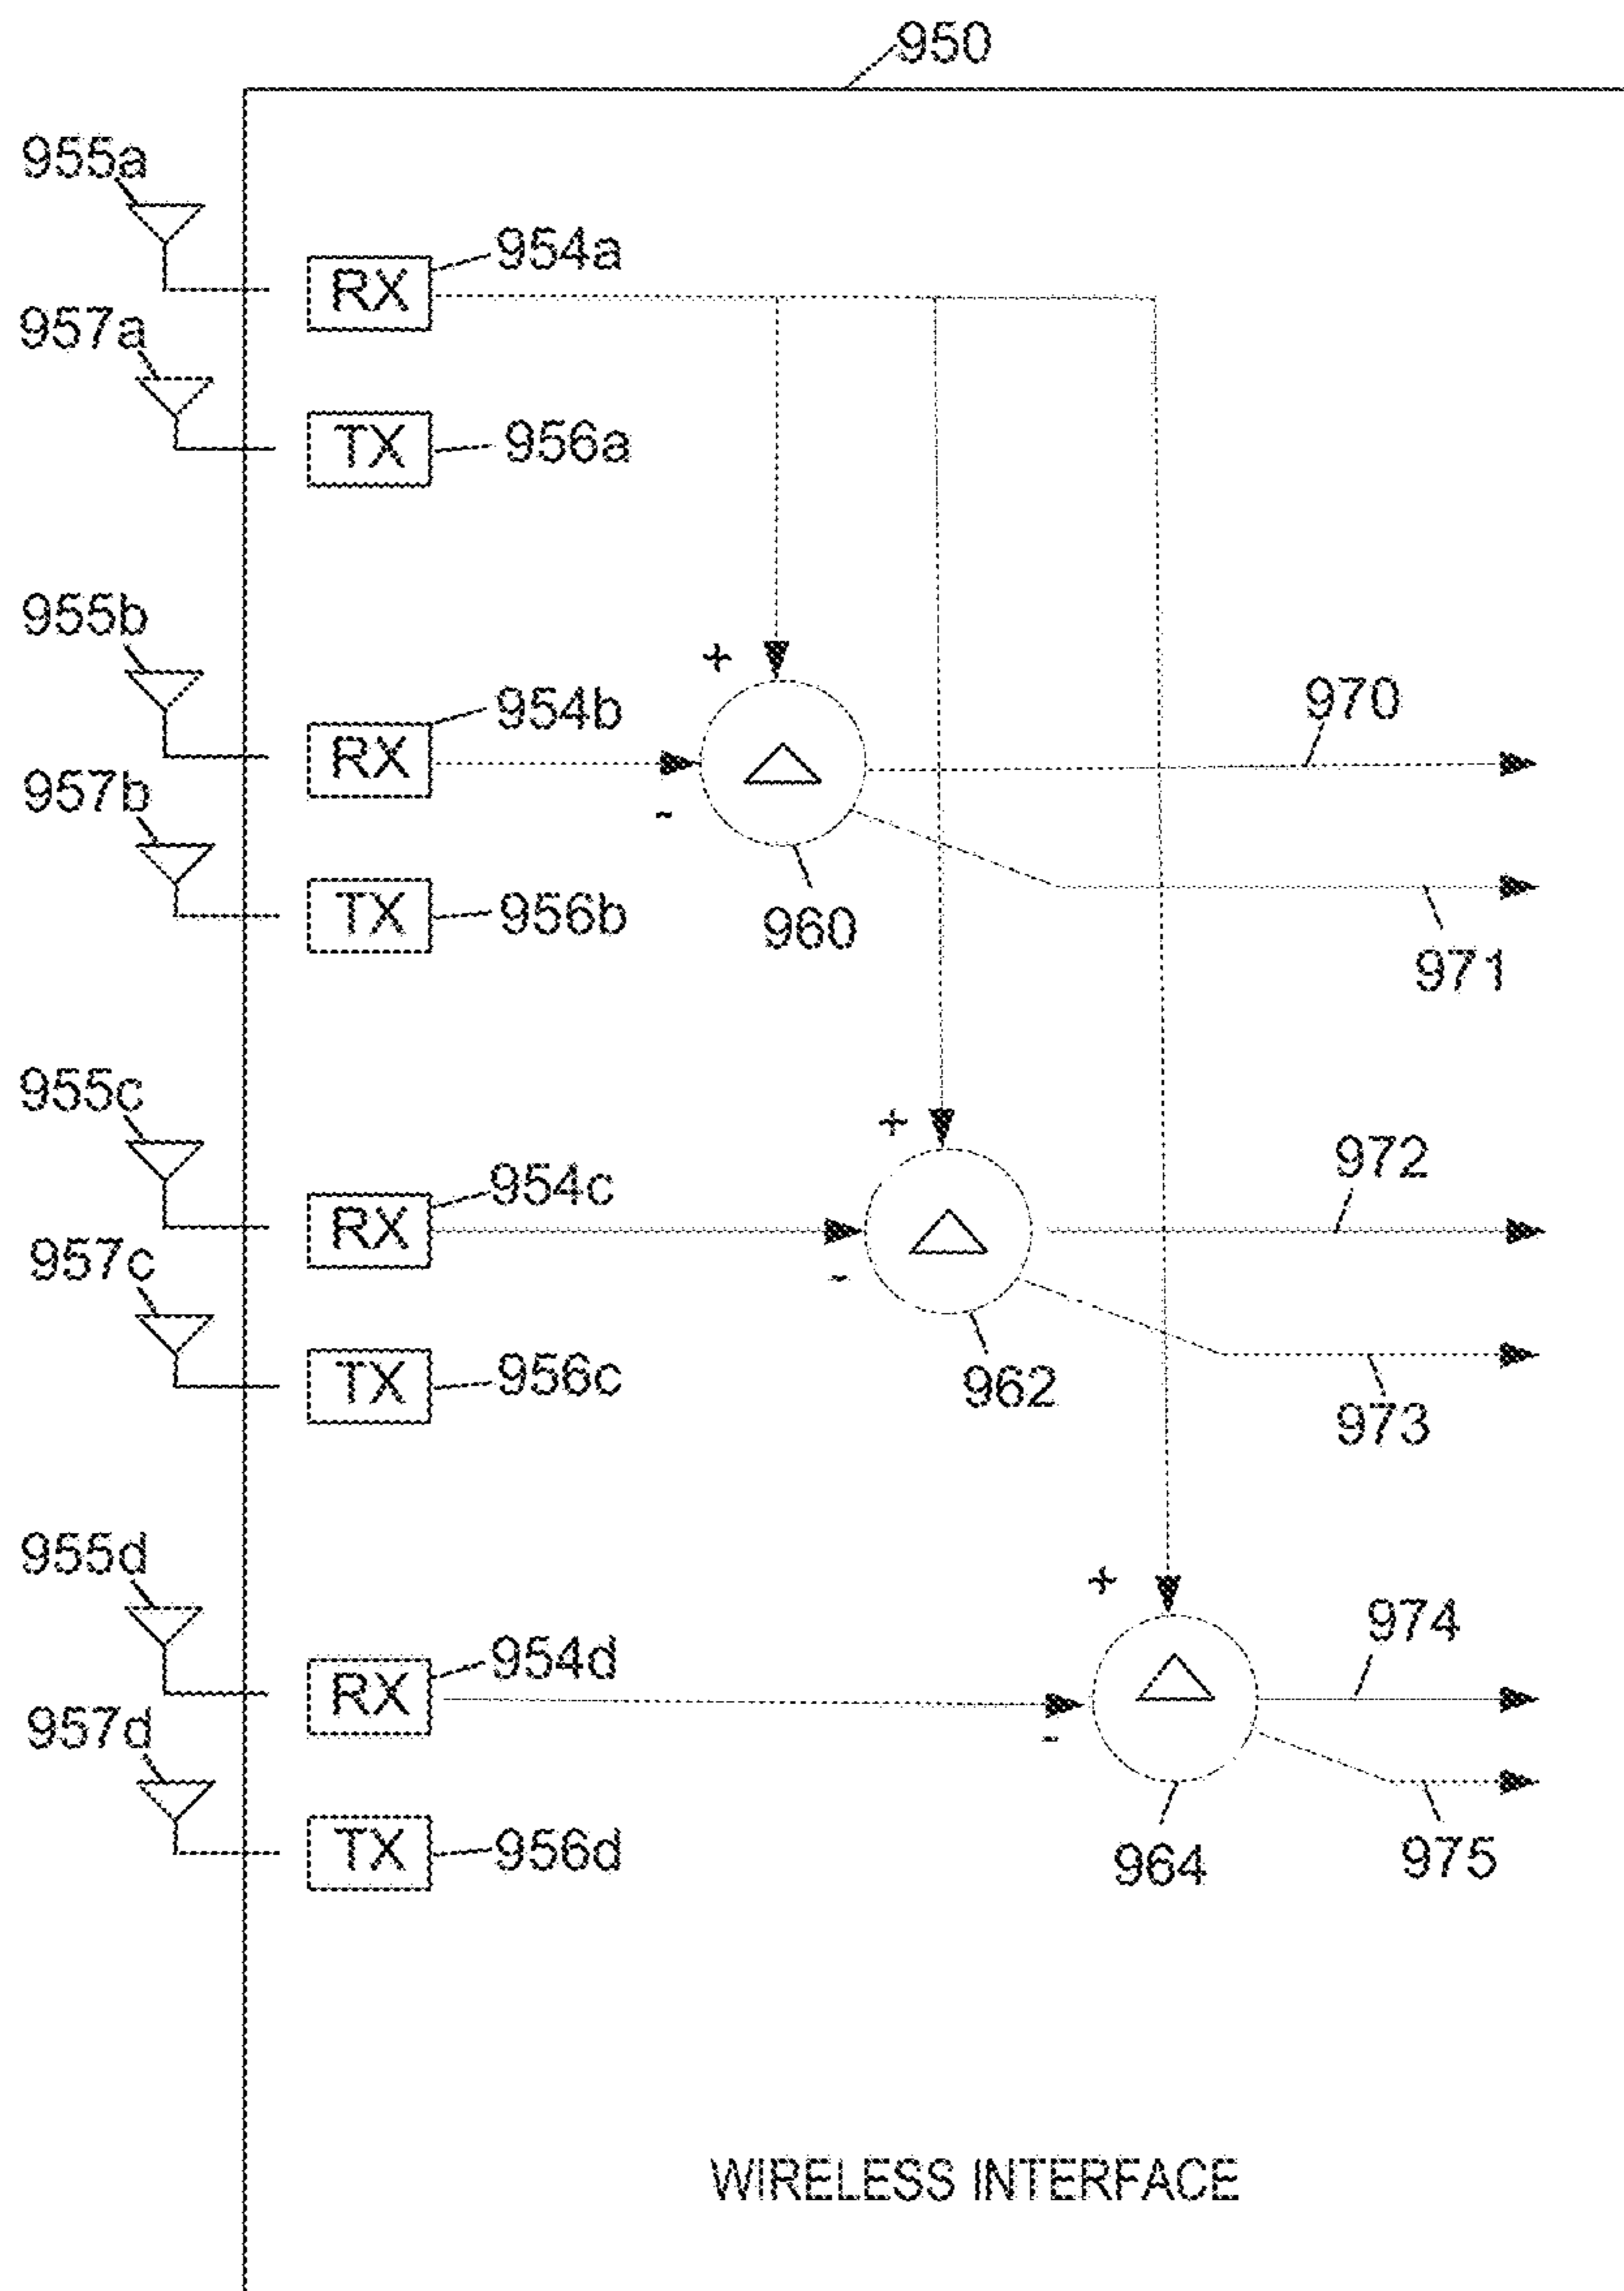 950
955a
954a
RX
957a
TX
956a
955b
954b
+
970
RX
957b
-
TX
956b
960
971
955c
+
972
954c
RX
957c
-
TX
956c
962
973
955d
+
974
954d
RX
957d
-
TX
956d
964
975
WIRELESS INTERFACE